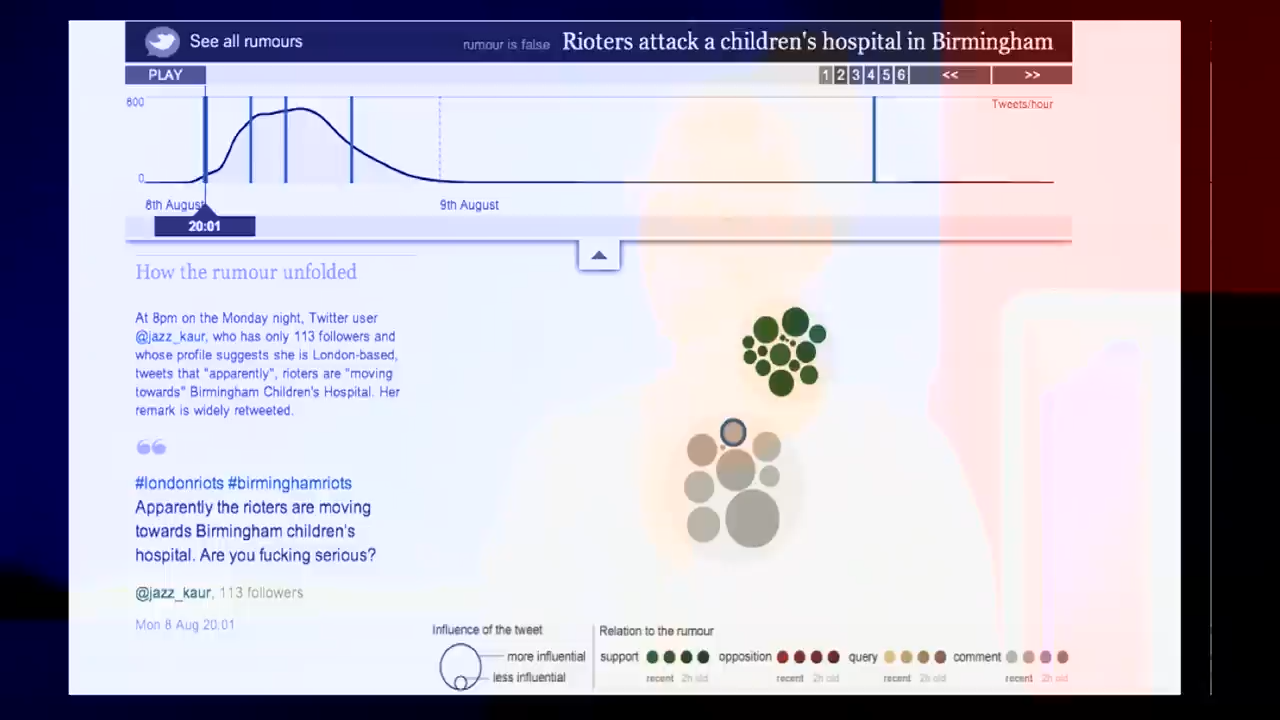 See all rumours
rumour is false Rioters attack a children's hospital in Birmingham
PLAY
1 2 3 4 5 6 << >>
600
Tweets/hour
0
8th August
9th August
20:01
How the rumour unfolded
At 8pm on the Monday night, Twitter user
@jazz_kaur, who has only 113 followers and
whose profile suggests she is London-based,
tweets that "apparently", rioters are "moving
towards" Birmingham Children's Hospital. Her
remark is widely retweeted.
#londonriots #birminghamriots
Apparently the rioters are moving
towards Birmingham children's
hospital. Are you fucking serious?
@jazz_kaur, 113 followers
Mon 8 Aug 20:01
Influence of the tweet
more influential
less influential
Relation to the rumour
support opposition query comment
recent 2h old recent 2h old recent 2h old recent 2h old